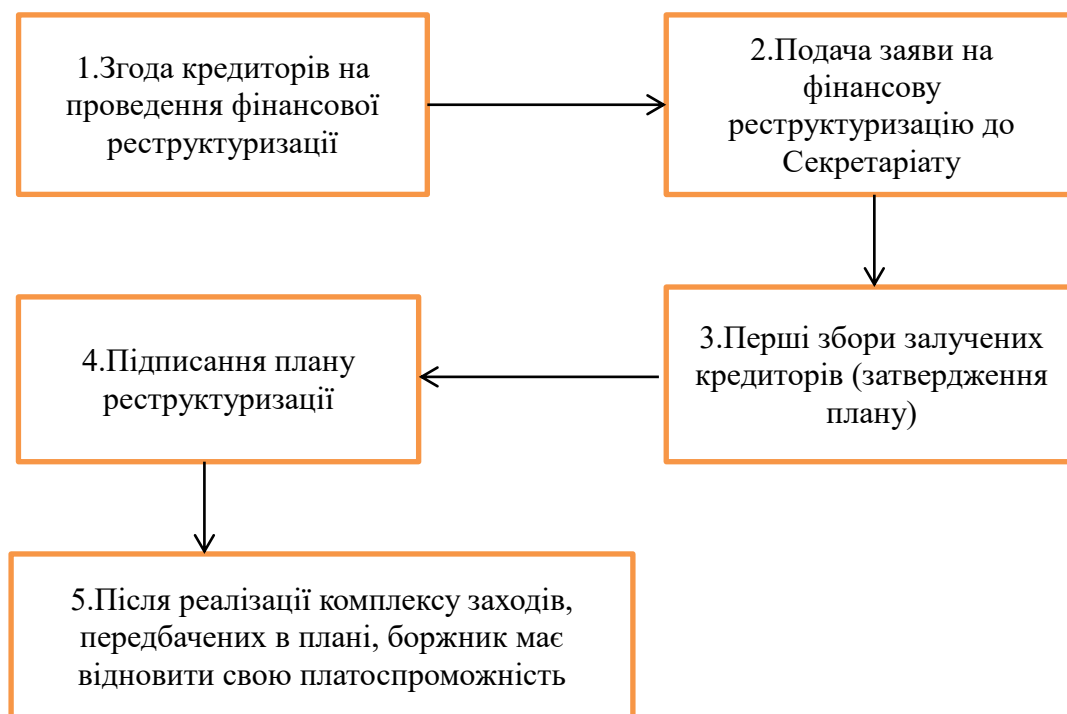 1.Згода кредиторів на
проведення фінансової
реструктуризації
2.Подача заяви на
фінансову
реструктуризацію до
Секретаріату
3.Перші збори залучених
кредиторів (затвердження
плану)
4.Підписання плану
реструктуризації
5.Після реалізації комплексу заходів,
передбачених в плані, боржник має
відновити свою платоспроможність